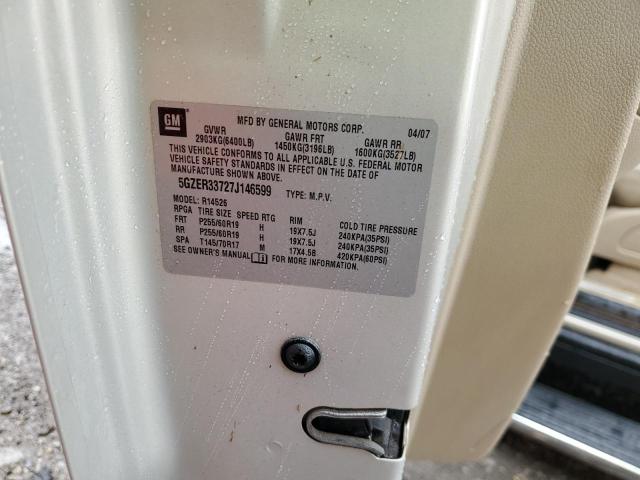 GM
MFD BY GENERAL MOTORS CORP. 04/07
GVWR GAWR FRT GAWR RR
2903KG(6400LB) 1450KG(3196LB) 1600KG(3527LB)
THIS VEHICLE CONFORMS TO ALL APPLICABLE U.S. FEDERAL MOTOR
VEHICLE SAFETY STANDARDS IN EFFECT ON THE DATE OF
MANUFACTURE SHOWN ABOVE.
5GZER33727J146599 TYPE: M.P.V.
MODEL: R14526
RPGA TIRE SIZE SPEED RTG RIM COLD TIRE PRESSURE
FRT P255/60R19 H 19X7.5J 240KPA(35PSI)
RR P255/60R19 H 19X7.5J 240KPA(35PSI)
SPA T145/70R17 M 17X4.5B 420KPA(60PSI)
SEE OWNER'S MANUAL FOR MORE INFORMATION.